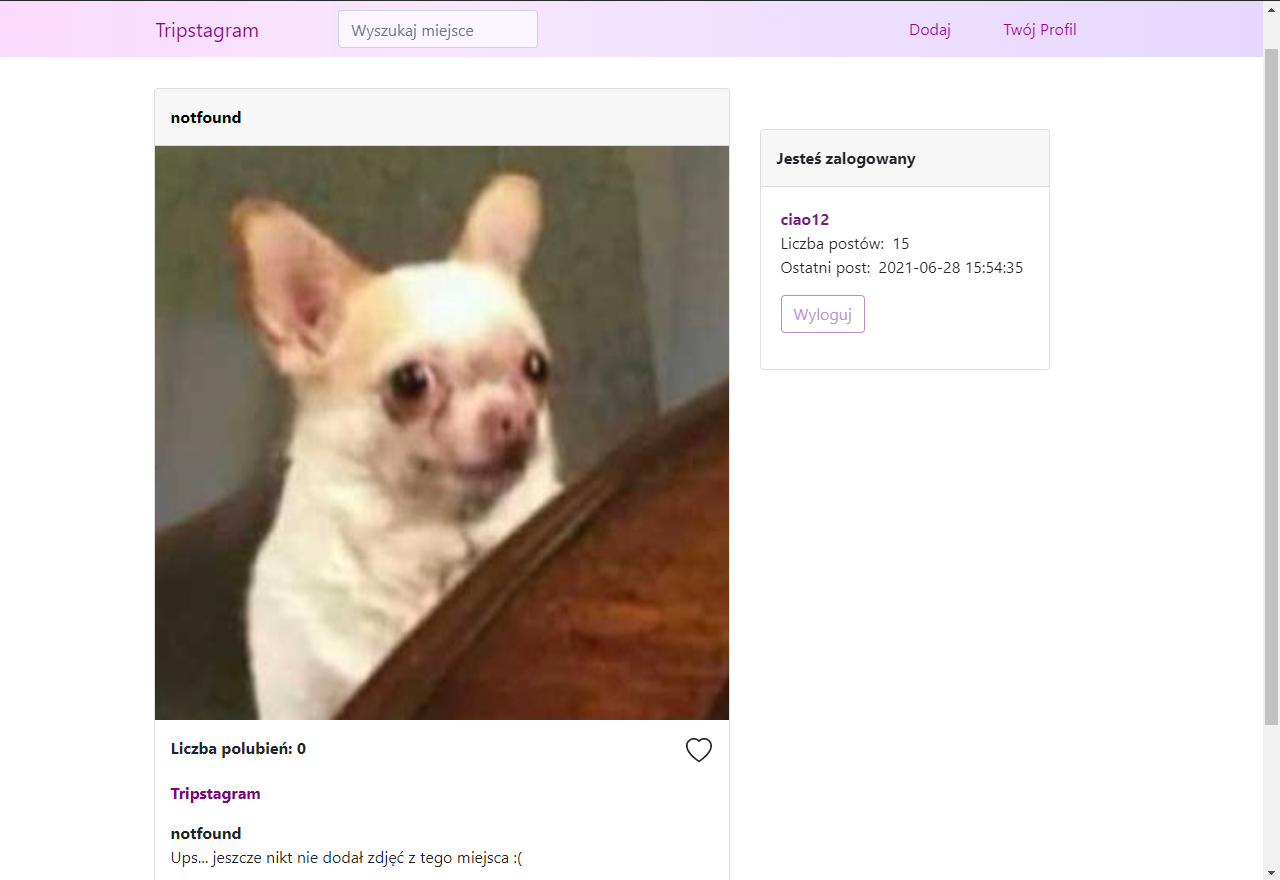 Tripstagram
Wyszukaj miejsce
Dodaj
Twój Profil
notfound
Liczba polubień: 0
Tripstagram
notfound
Ups... jeszcze nikt nie dodał zdjęć z tego miejsca :(
Jesteś zalogowany
ciao12
Liczba postów: 15
Ostatni post: 2021-06-28 15:54:35
Wyloguj